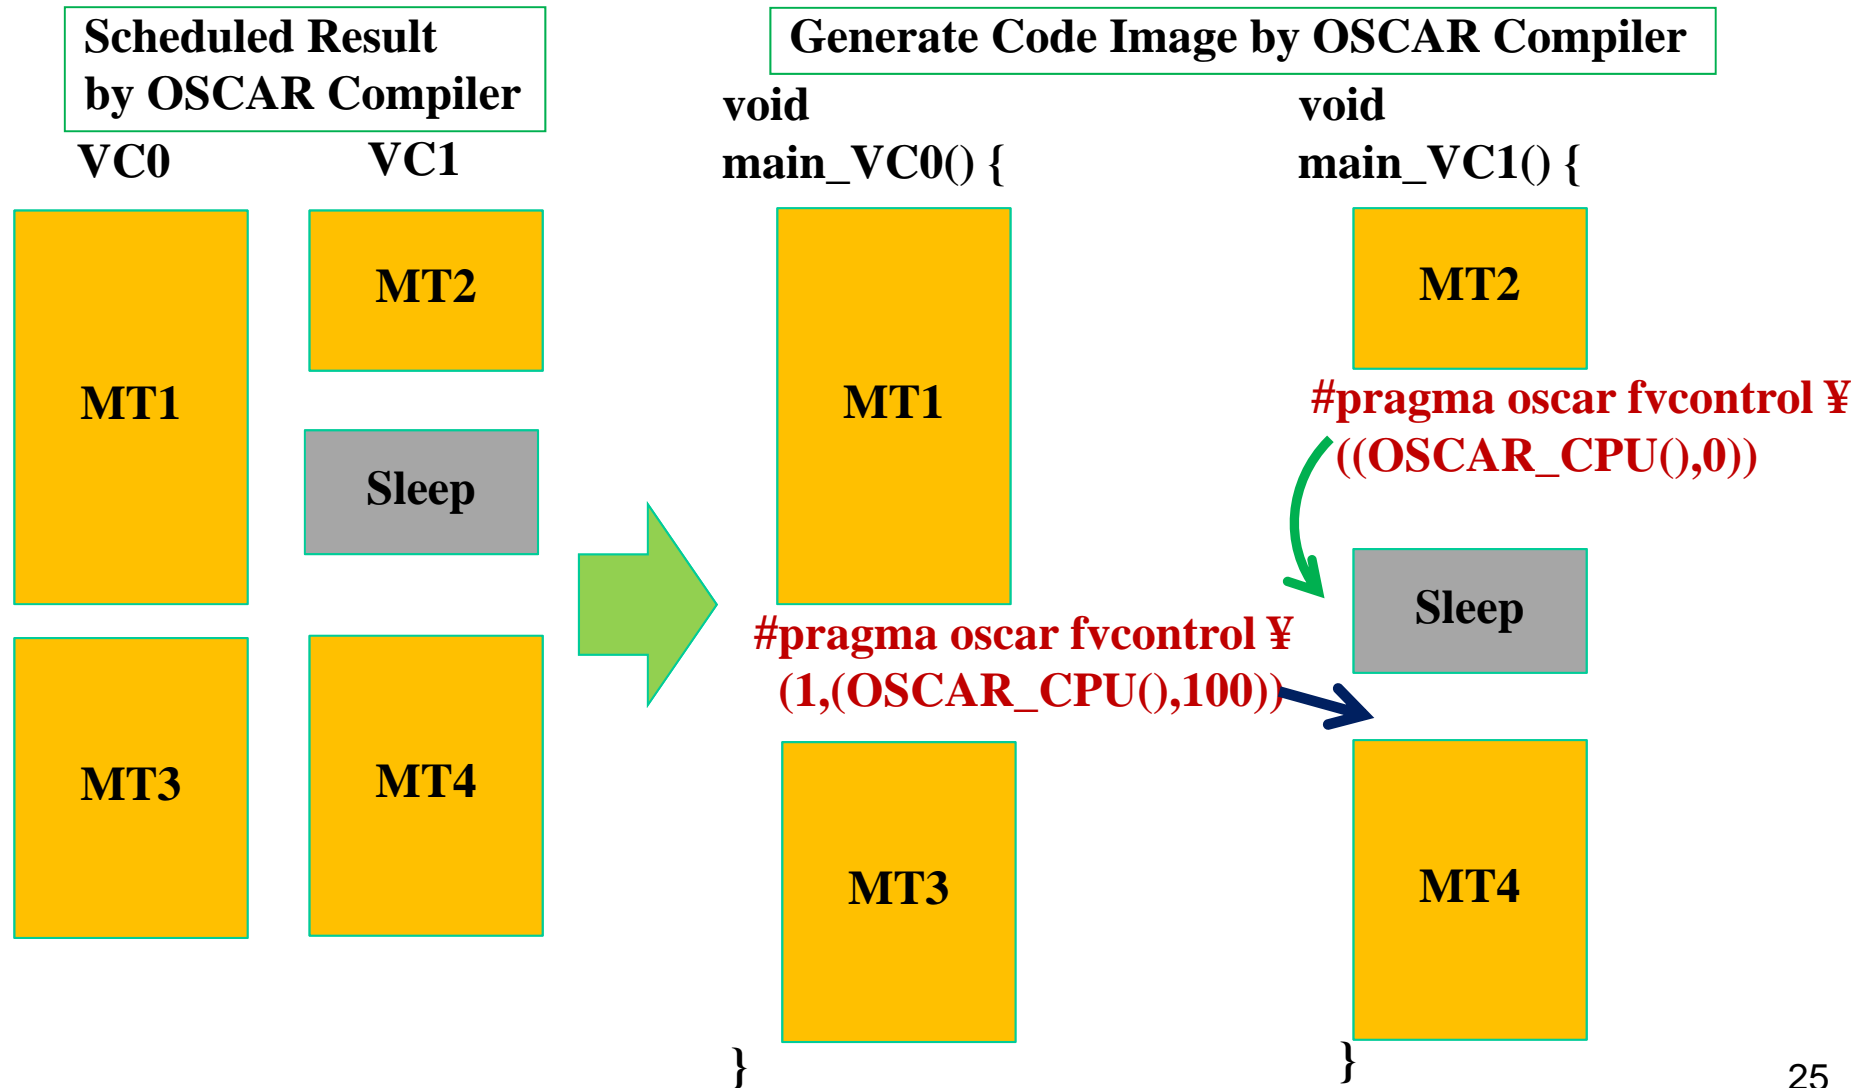 Scheduled Result
by OSCAR Compiler
VC0
VC1
MT1
MT2
Sleep
MT3
MT4
Generate Code Image by OSCAR Compiler
void
main_VC0() {
MT1
#pragma oscar fvcontrol ¥
(1,(OSCAR_CPU(),100))
MT3
}
void
main_VC1() {
MT2
#pragma oscar fvcontrol ¥
((OSCAR_CPU(),0))
Sleep
MT4
}
25